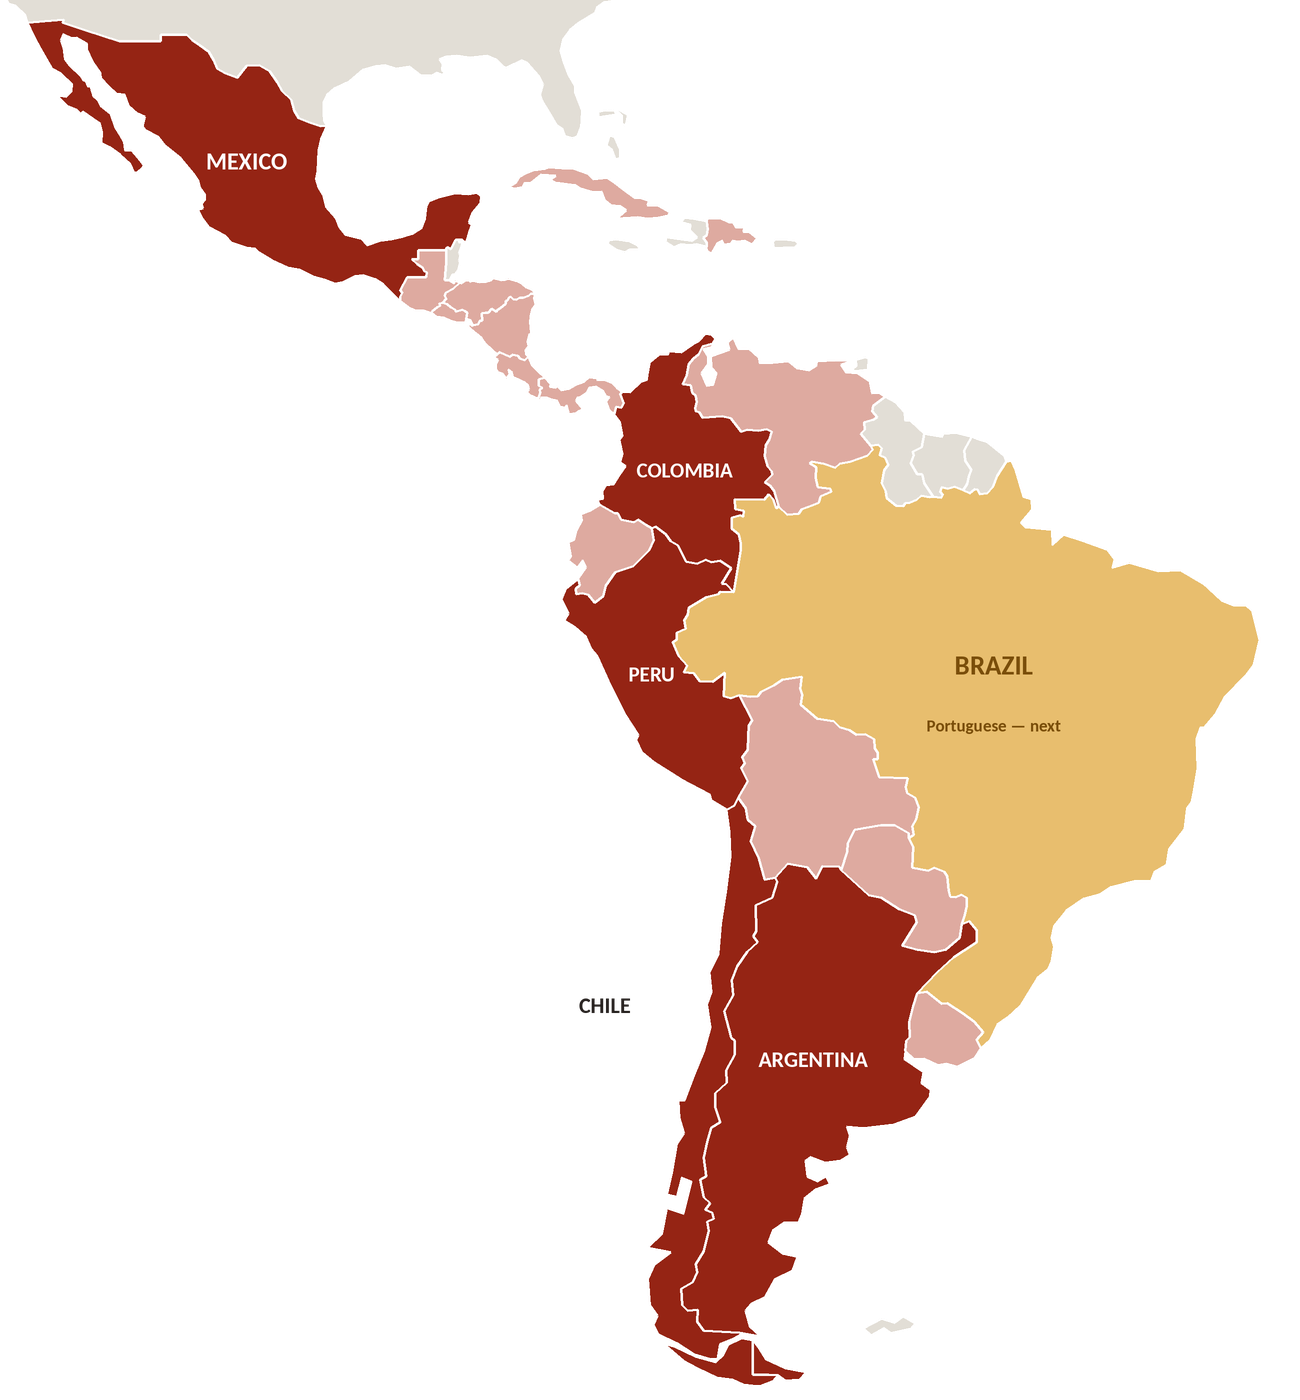 MEXICO
COLOMBIA
PERU
BRAZIL
Portuguese — next
CHILE
ARGENTINA